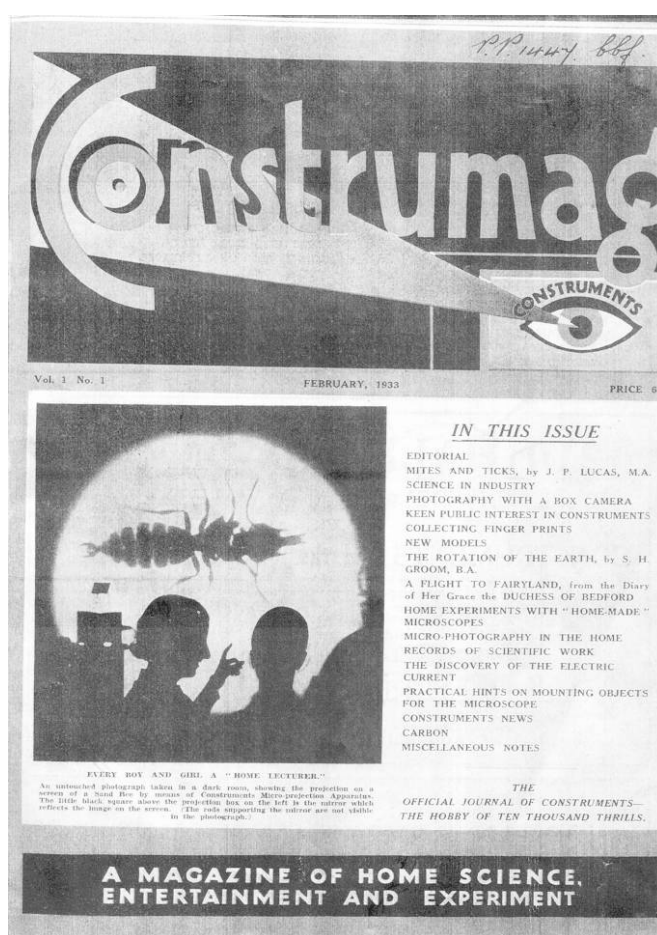 P.P.1447. bbf.
Construmag
CONSTRUMENTS
Vol. 1 No. 1
FEBRUARY, 1933
PRICE 6
IN THIS ISSUE
EDITORIAL
MITES AND TICKS, by J. P. LUCAS, M.A.
SCIENCE IN INDUSTRY
PHOTOGRAPHY WITH A BOX CAMERA
KEEN PUBLIC INTEREST IN CONSTRUMENTS
COLLECTING FINGER PRINTS
NEW MODELS
THE ROTATION OF THE EARTH, by S. H.
GROOM, B.A.
A FLIGHT TO FAIRYLAND, from the Diary
of Her Grace the DUCHESS OF BEDFORD
HOME EXPERIMENTS WITH "HOME-MADE"
MICROSCOPES
MICRO-PHOTOGRAPHY IN THE HOME
RECORDS OF SCIENTIFIC WORK
THE DISCOVERY OF THE ELECTRIC
CURRENT
PRACTICAL HINTS ON MOUNTING OBJECTS
FOR THE MICROSCOPE
CONSTRUMENTS NEWS
CARBON
MISCELLANEOUS NOTES
EVERY BOY AND GIRL A "HOME LECTURER."
An untouched photograph taken in a dark room, showing the projection on a
screen of a Sand Bee by means of Construments Micro-projection Apparatus.
The little black square above the projection box on the left is the mirror which
reflects the image on the screen. (The rods supporting the mirror are not visible
in the photograph.)
THE
OFFICIAL JOURNAL OF CONSTRUMENTS—
THE HOBBY OF TEN THOUSAND THRILLS.
A MAGAZINE OF HOME SCIENCE,
ENTERTAINMENT AND EXPERIMENT